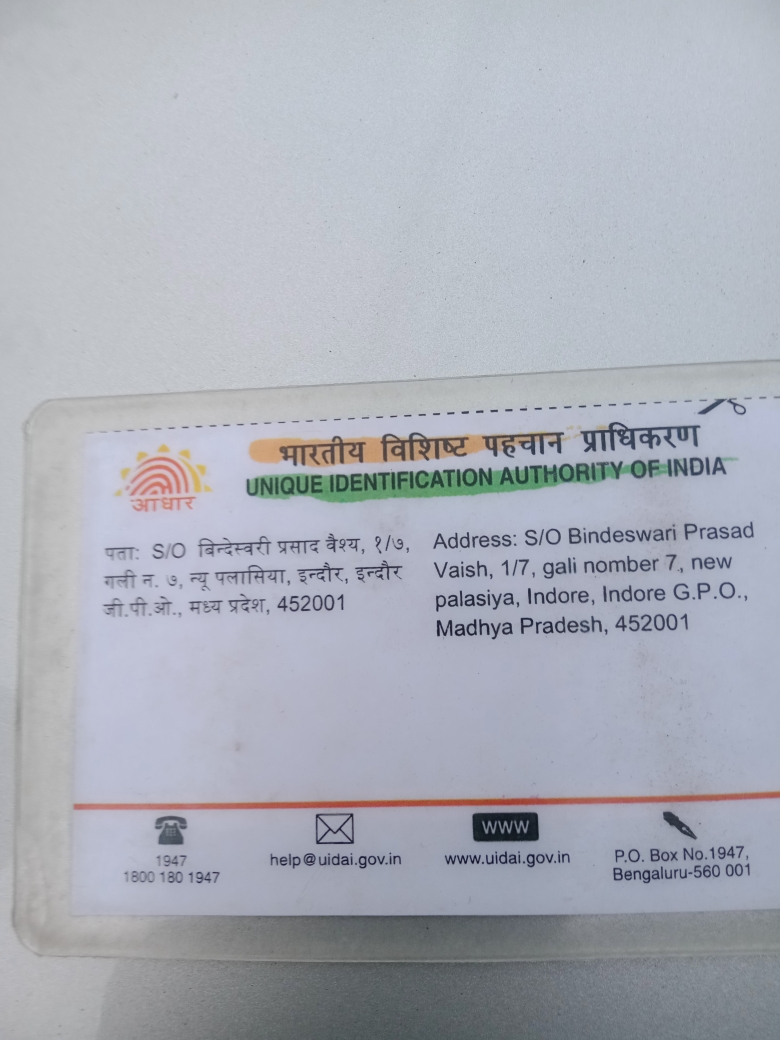 भारतीय विशिष्ट पहचान प्राधिकरण
UNIQUE IDENTIFICATION AUTHORITY OF INDIA
आधार
पता: S/O बिन्देस्वरी प्रसाद वैश्य, १/७,
गली न. ७, न्यू पलासिया, इन्दौर, इन्दौर
जी.पी.ओ., मध्य प्रदेश, 452001
Address: S/O Bindeswari Prasad
Vaish, 1/7, gali nomber 7, new
palasiya, Indore, Indore G.P.O.,
Madhya Pradesh, 452001
1947
1800 180 1947
help@uidai.gov.in
www
www.uidai.gov.in
P.O. Box No.1947,
Bengaluru-560 001